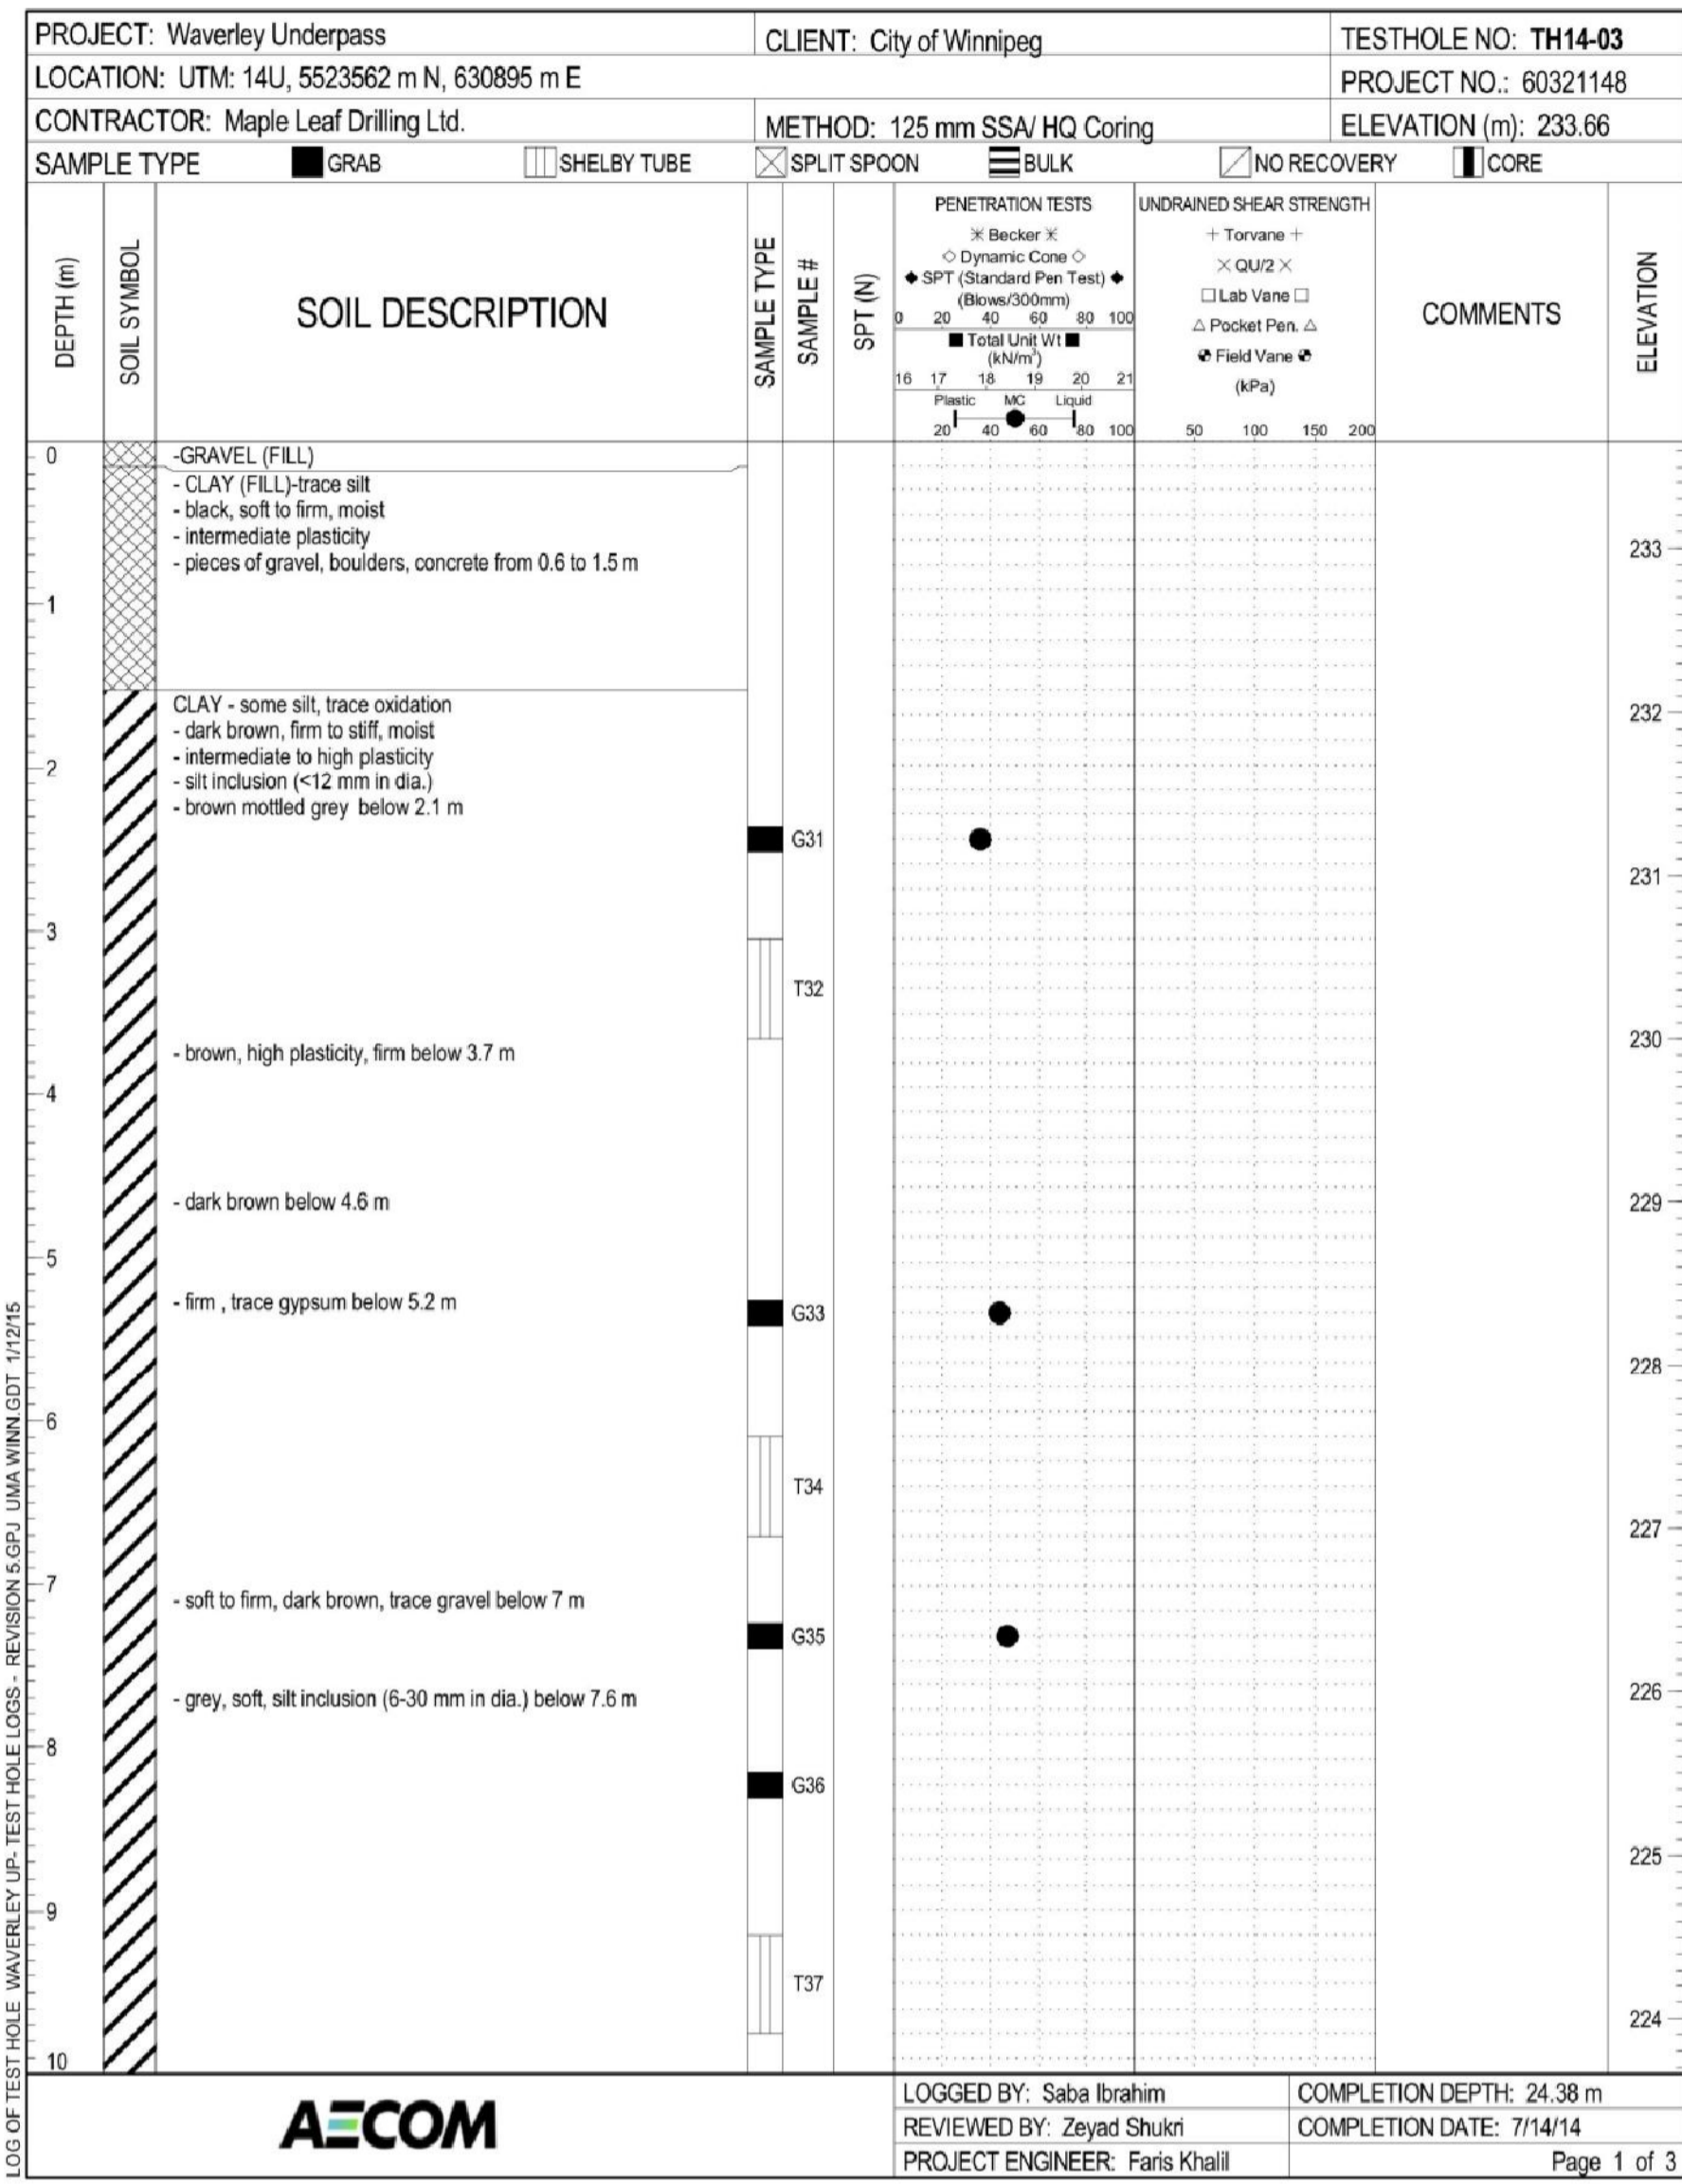 PROJECT: Waverley Underpass
CLIENT: City of Winnipeg
TESTHOLE NO: TH14-03
LOCATION: UTM: 14U, 5523562 m N, 630895 m E
PROJECT NO.: 60321148
CONTRACTOR: Maple Leaf Drilling Ltd.
METHOD: 125 mm SSA/ HQ Coring
ELEVATION (m): 233.66
SAMPLE TYPE
GRAB
SHELBY TUBE
SPLIT SPOON
BULK
NO RECOVERY
CORE
DEPTH (m)
SOIL SYMBOL
SOIL DESCRIPTION
SAMPLE TYPE
SAMPLE #
SPT (N)
PENETRATION TESTS
✳ Becker ✳
◇ Dynamic Cone ◇
◆ SPT (Standard Pen Test) ◆
(Blows/300mm)
0 20 40 60 80 100
■ Total Unit Wt ■
(kN/m³)
16 17 18 19 20 21
Plastic MC Liquid
20 40 60 80 100
UNDRAINED SHEAR STRENGTH
+ Torvane +
× QU/2 ×
□ Lab Vane □
△ Pocket Pen. △
Field Vane
(kPa)
50 100 150 200
COMMENTS
ELEVATION
0
-GRAVEL (FILL)
- CLAY (FILL)-trace silt
- black, soft to firm, moist
- intermediate plasticity
- pieces of gravel, boulders, concrete from 0.6 to 1.5 m
233
1
CLAY - some silt, trace oxidation
- dark brown, firm to stiff, moist
- intermediate to high plasticity
- silt inclusion (<12 mm in dia.)
- brown mottled grey below 2.1 m
232
2
G31
231
3
T32
230
- brown, high plasticity, firm below 3.7 m
4
- dark brown below 4.6 m
229
5
- firm , trace gypsum below 5.2 m
G33
228
6
T34
227
7
- soft to firm, dark brown, trace gravel below 7 m
G35
- grey, soft, silt inclusion (6-30 mm in dia.) below 7.6 m
226
8
G36
225
9
T37
224
10
LOG OF TEST HOLE WAVERLEY UP- TEST HOLE LOGS - REVISION 5.GPJ UMA WINN.GDT 1/12/15
AECOM
LOGGED BY: Saba Ibrahim
COMPLETION DEPTH: 24.38 m
REVIEWED BY: Zeyad Shukri
COMPLETION DATE: 7/14/14
PROJECT ENGINEER: Faris Khalil
Page 1 of 3